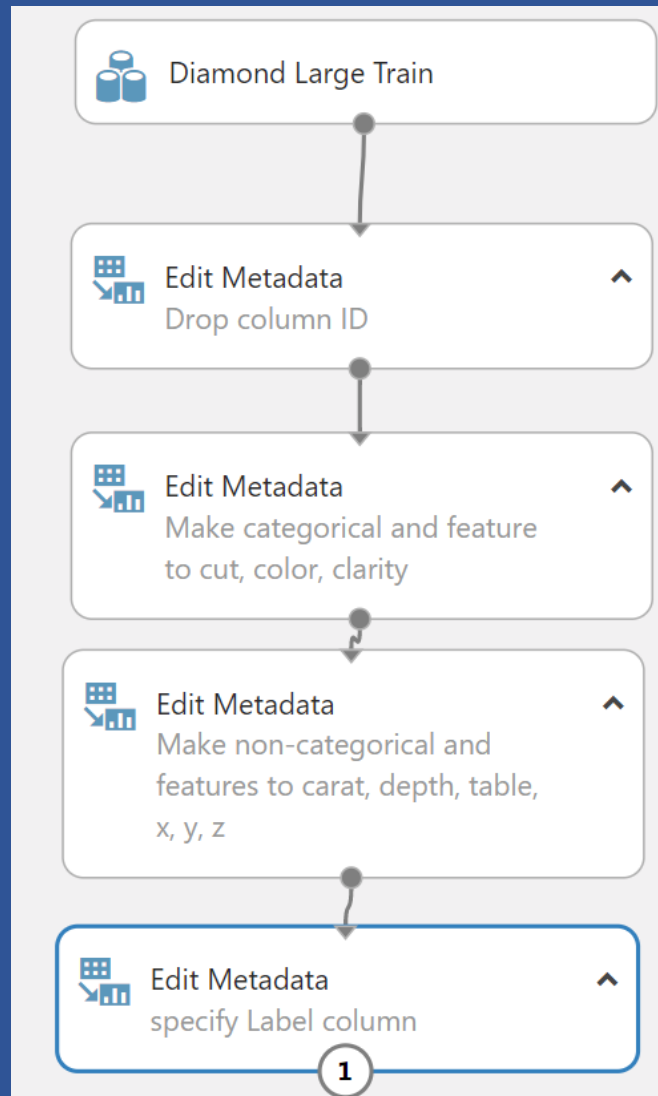 Diamond Large Train
Edit Metadata
Drop column ID
Edit Metadata
Make categorical and feature
to cut, color, clarity
Edit Metadata
Make non-categorical and
features to carat, depth, table,
x, y, z
Edit Metadata
specify Label column
1